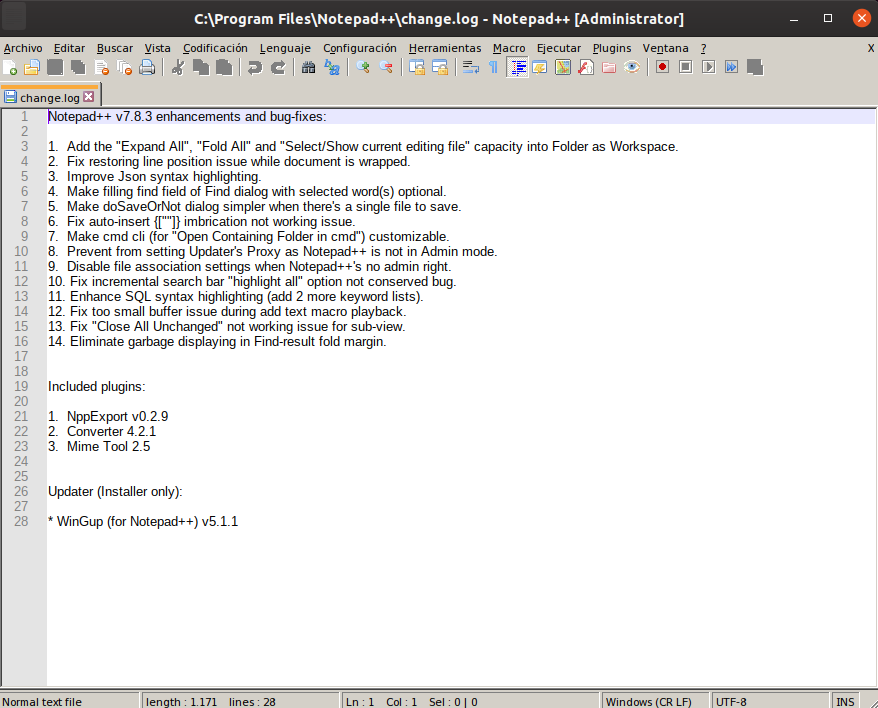 C:\Program Files\Notepad++\change.log - Notepad++ [Administrator]
Archivo Editar Buscar Vista Codificación Lenguaje Configuración Herramientas Macro Ejecutar Plugins Ventana ? X
change.log
1 Notepad++ v7.8.3 enhancements and bug-fixes:
2
3 1. Add the "Expand All", "Fold All" and "Select/Show current editing file" capacity into Folder as Workspace.
4 2. Fix restoring line position issue while document is wrapped.
5 3. Improve Json syntax highlighting.
6 4. Make filling find field of Find dialog with selected word(s) optional.
7 5. Make doSaveOrNot dialog simpler when there's a single file to save.
8 6. Fix auto-insert {[""]} imbrication not working issue.
9 7. Make cmd cli (for "Open Containing Folder in cmd") customizable.
10 8. Prevent from setting Updater's Proxy as Notepad++ is not in Admin mode.
11 9. Disable file association settings when Notepad++'s no admin right.
12 10. Fix incremental search bar "highlight all" option not conserved bug.
13 11. Enhance SQL syntax highlighting (add 2 more keyword lists).
14 12. Fix too small buffer issue during add text macro playback.
15 13. Fix "Close All Unchanged" not working issue for sub-view.
16 14. Eliminate garbage displaying in Find-result fold margin.
17
18
19 Included plugins:
20
21 1. NppExport v0.2.9
22 2. Converter 4.2.1
23 3. Mime Tool 2.5
24
25
26 Updater (Installer only):
27
28 * WinGup (for Notepad++) v5.1.1
Normal text file length : 1.171 lines : 28 Ln : 1 Col : 1 Sel : 0 | 0 Windows (CR LF) UTF-8 INS